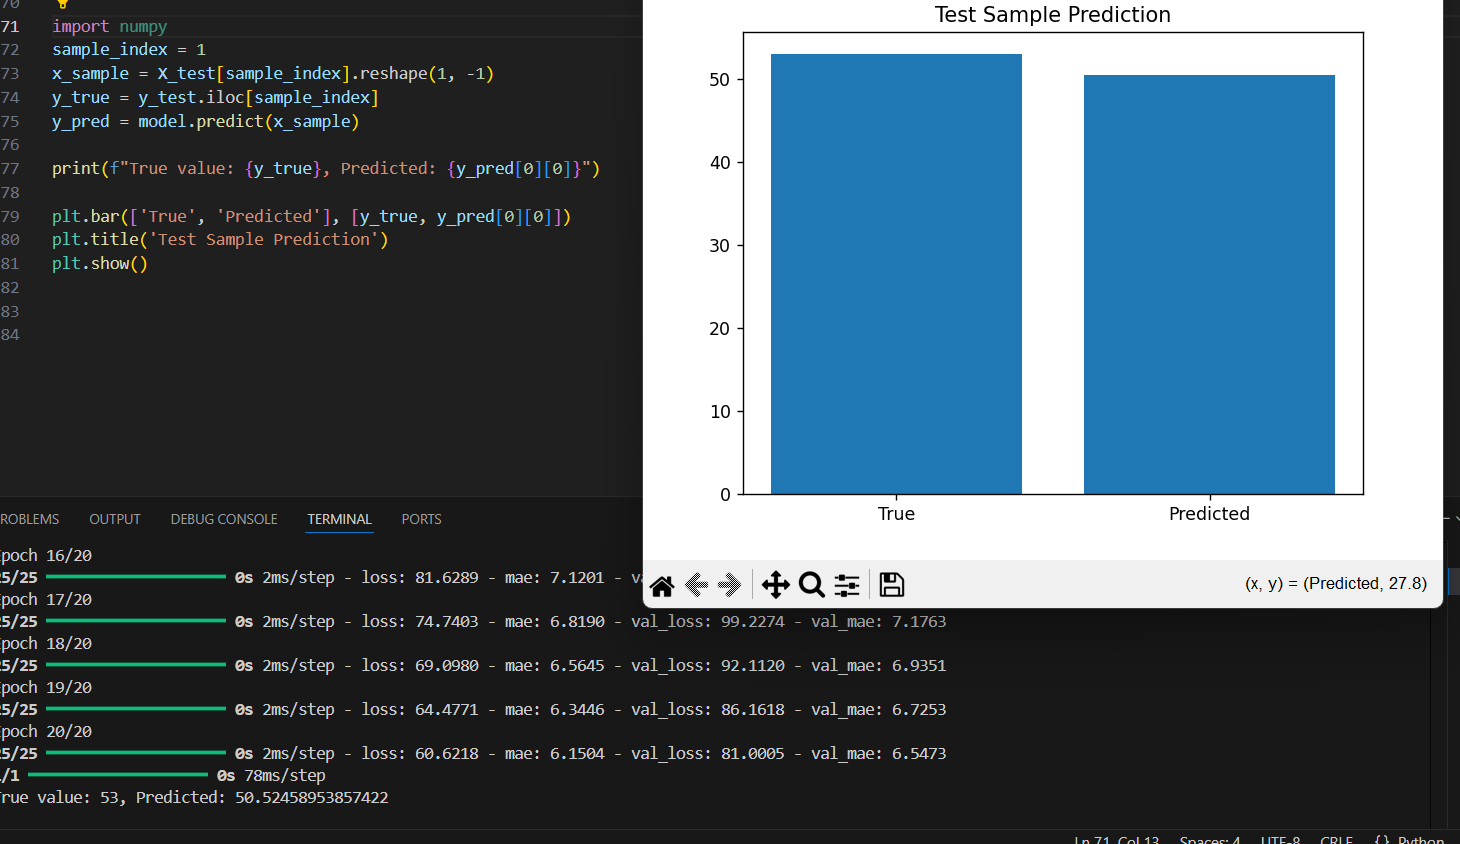 70
71 import numpy
72 sample_index = 1
73 x_sample = X_test[sample_index].reshape(1, -1)
74 y_true = y_test.iloc[sample_index]
75 y_pred = model.predict(x_sample)
76
77 print(f"True value: {y_true}, Predicted: {y_pred[0][0]}")
78
79 plt.bar(['True', 'Predicted'], [y_true, y_pred[0][0]])
80 plt.title('Test Sample Prediction')
81 plt.show()
82
83
84
Test Sample Prediction
50
40
30
20
10
0
True Predicted
(x, y) = (Predicted, 27.8)
ROBLEMS OUTPUT DEBUG CONSOLE TERMINAL PORTS
poch 16/20
5/25 0s 2ms/step - loss: 81.6289 - mae: 7.1201 - va
poch 17/20
5/25 0s 2ms/step - loss: 74.7403 - mae: 6.8190 - val_loss: 99.2274 - val_mae: 7.1763
poch 18/20
5/25 0s 2ms/step - loss: 69.0980 - mae: 6.5645 - val_loss: 92.1120 - val_mae: 6.9351
poch 19/20
5/25 0s 2ms/step - loss: 64.4771 - mae: 6.3446 - val_loss: 86.1618 - val_mae: 6.7253
poch 20/20
5/25 0s 2ms/step - loss: 60.6218 - mae: 6.1504 - val_loss: 81.0005 - val_mae: 6.5473
/1 0s 78ms/step
rue value: 53, Predicted: 50.52458953857422
Ln 71, Col 13 Spaces: 4 UTF-8 CRLF {} Python